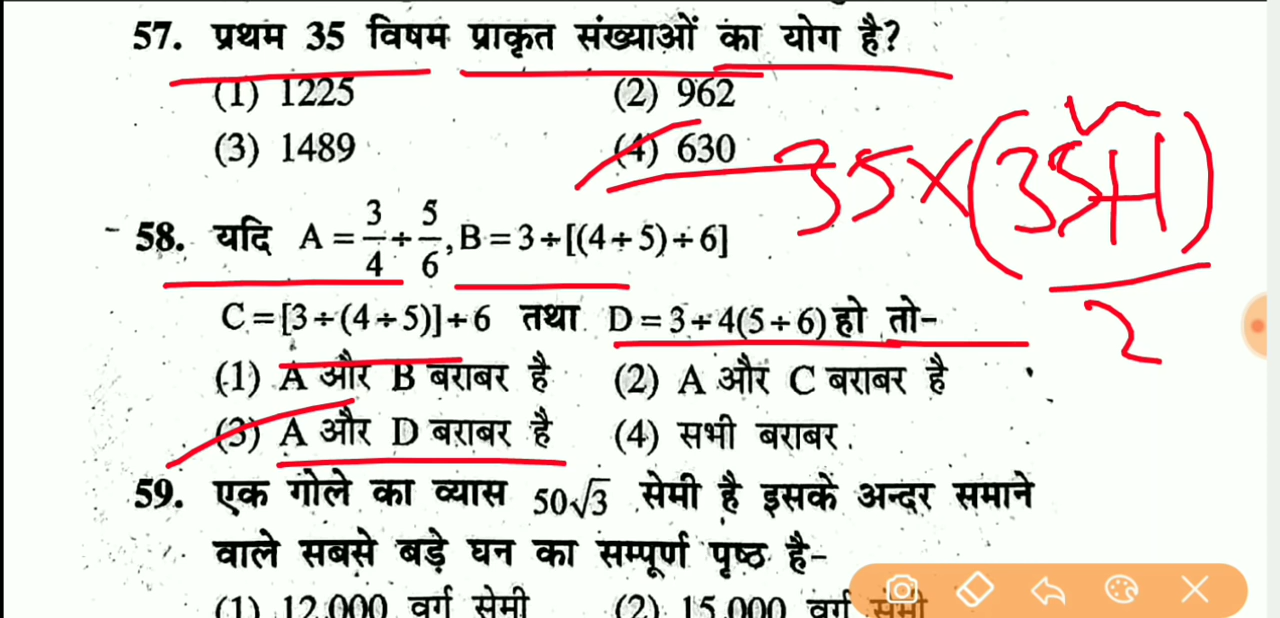 57. प्रथम 35 विषम प्राकृत संख्याओं का योग है?
(1) 1225 (2) 962
(3) 1489 (4) 630
35×(35+1)
2
58. यदि A = 3/4 ÷ 5/6, B = 3 ÷ [(4 ÷ 5) ÷ 6]
C = [3 ÷ (4 ÷ 5)] ÷ 6 तथा D = 3 ÷ 4(5 ÷ 6) हो तो-
(1) A और B बराबर है (2) A और C बराबर है
(3) A और D बराबर है (4) सभी बराबर .
59. एक गोले का व्यास 50√3 सेमी है इसके अन्दर समाने
वाले सबसे बड़े घन का सम्पूर्ण पृष्ठ है-
(1) 12,000 वर्ग सेमी (2) 15,000 वर्ग सेमी